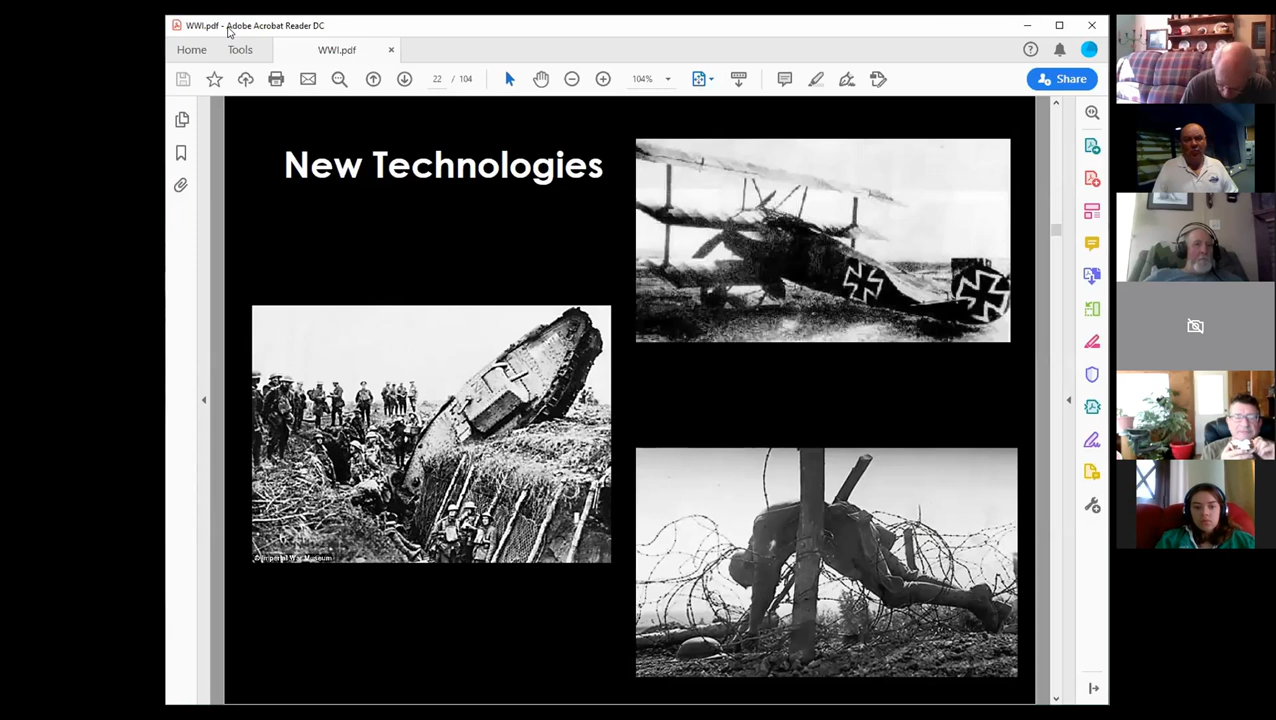 WWI.pdf - Adobe Acrobat Reader DC
Home
Tools
WWI.pdf
22 / 104
104%
Share
New Technologies
© Imperial War Museum